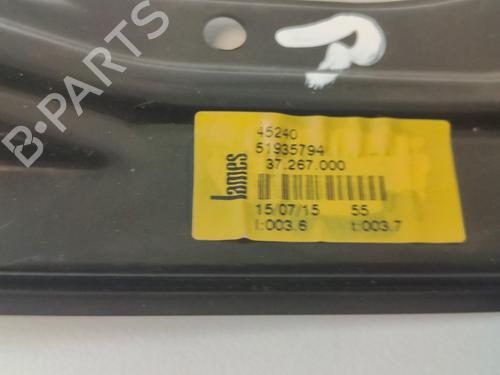 B-PARTS
45240
51935794
37.267.000
Lames
15/07/15 55
I:003.6 t:003.7